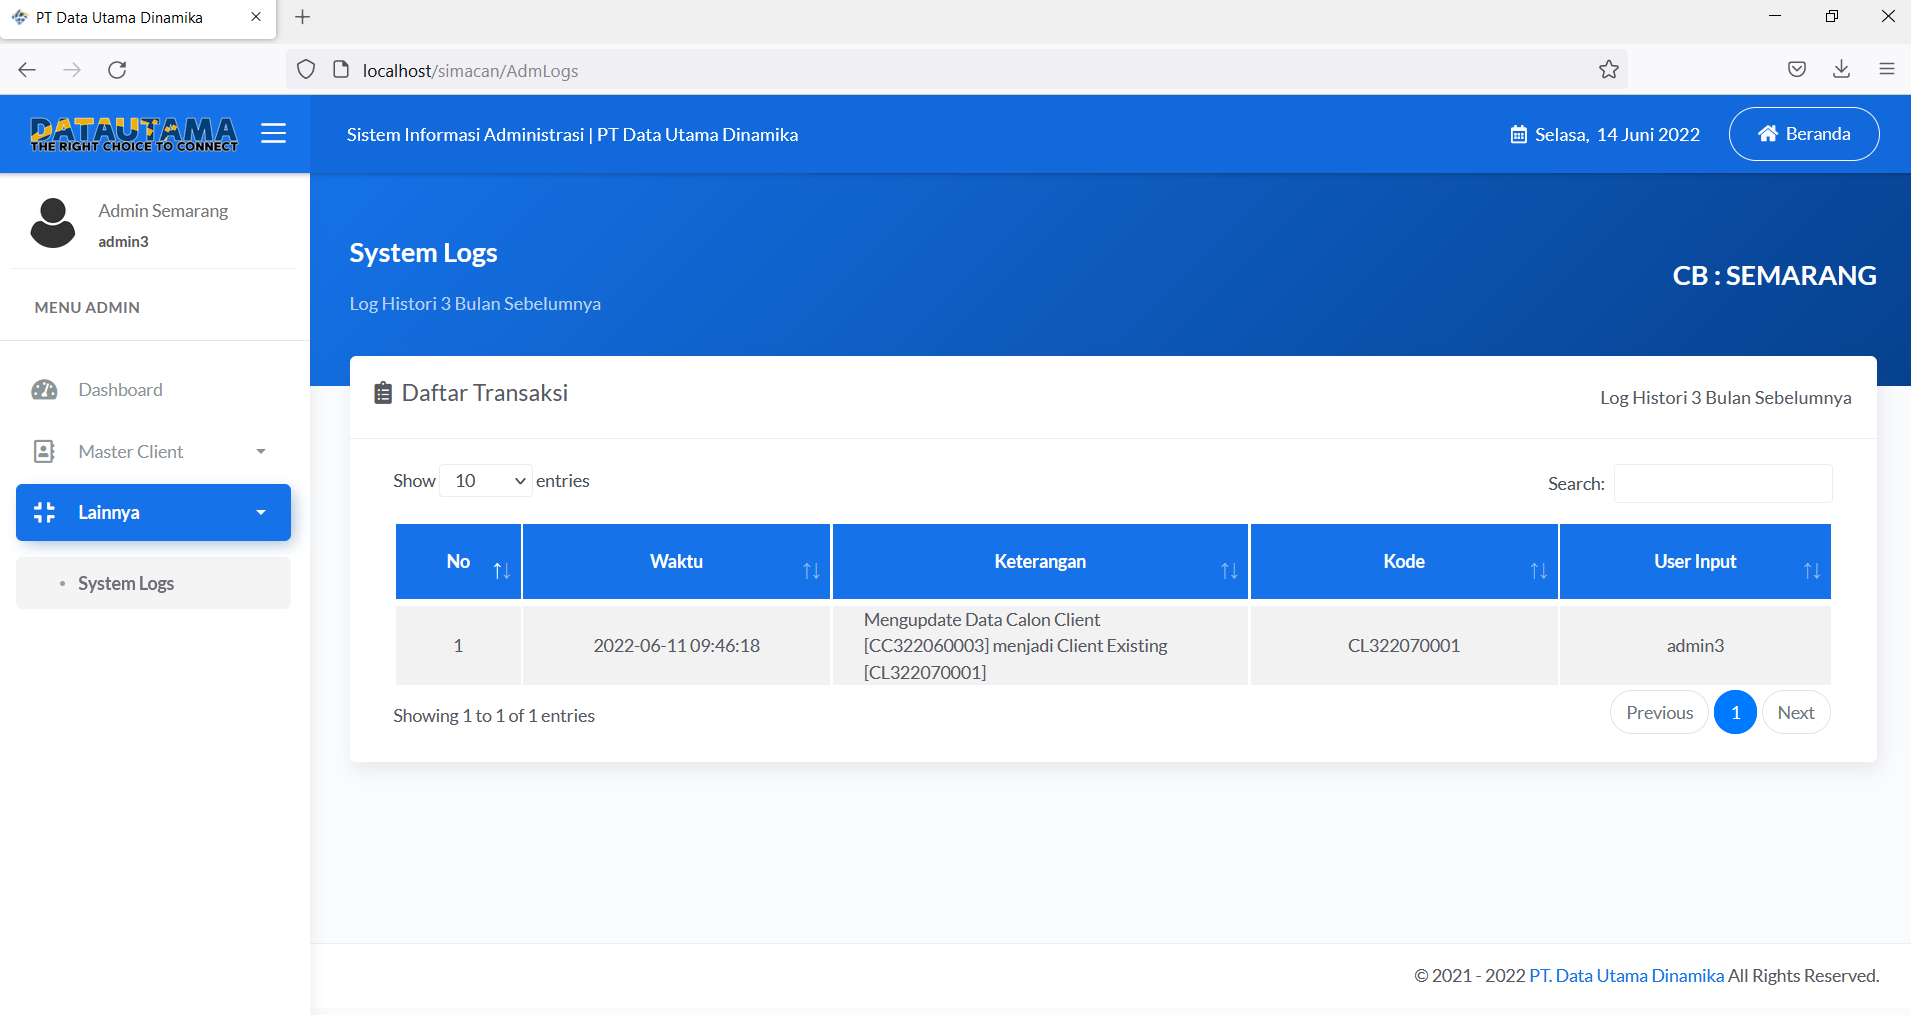 PT Data Utama Dinamika
localhost/simacan/AdmLogs
DATAUTAMA
THE RIGHT CHOICE TO CONNECT
Sistem Informasi Administrasi | PT Data Utama Dinamika
Selasa, 14 Juni 2022
Beranda
Admin Semarang
admin3
MENU ADMIN
Dashboard
Master Client
Lainnya
System Logs
System Logs
Log Histori 3 Bulan Sebelumnya
CB : SEMARANG
Daftar Transaksi
Log Histori 3 Bulan Sebelumnya
Show 10 entries
Search:
No Waktu Keterangan Kode User Input
1 2022-06-11 09:46:18 Mengupdate Data Calon Client
[CC322060003] menjadi Client Existing
[CL322070001]
CL322070001 admin3
Showing 1 to 1 of 1 entries
Previous 1 Next
© 2021 - 2022 PT. Data Utama Dinamika All Rights Reserved.